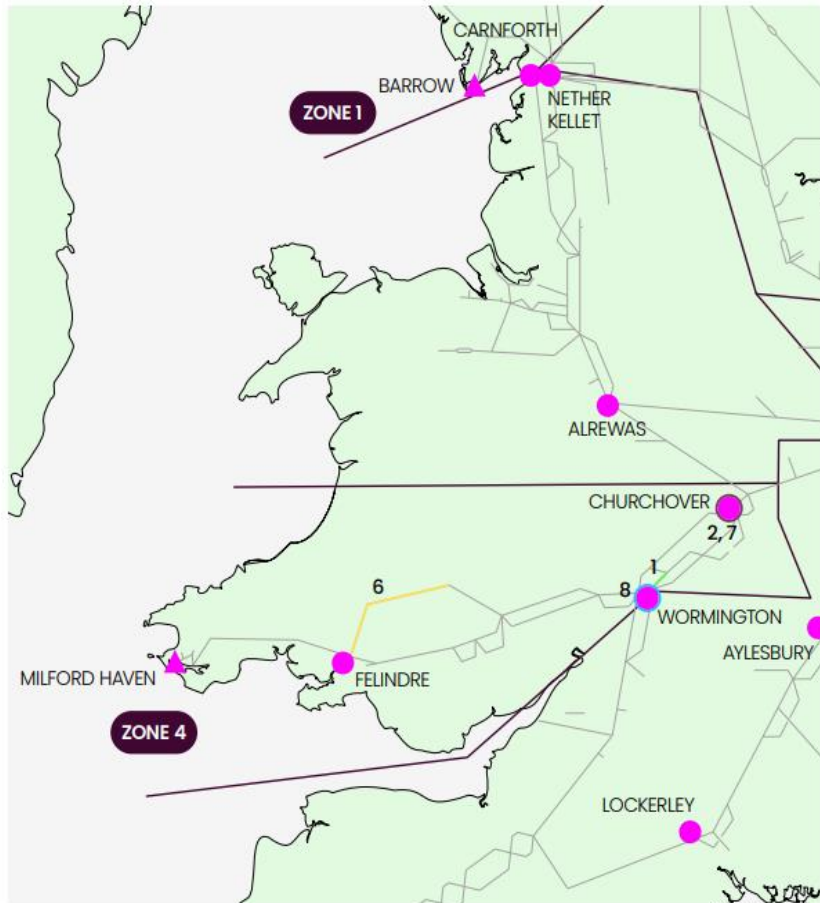 CARNFORTH
BARROW
ZONE 1
NETHER
KELLET
ALREWAS
CHURCHOVER
2, 7
1
6
8
WORMINGTON
AYLESBURY
MILFORD HAVEN
FELINDRE
ZONE 4
LOCKERLEY